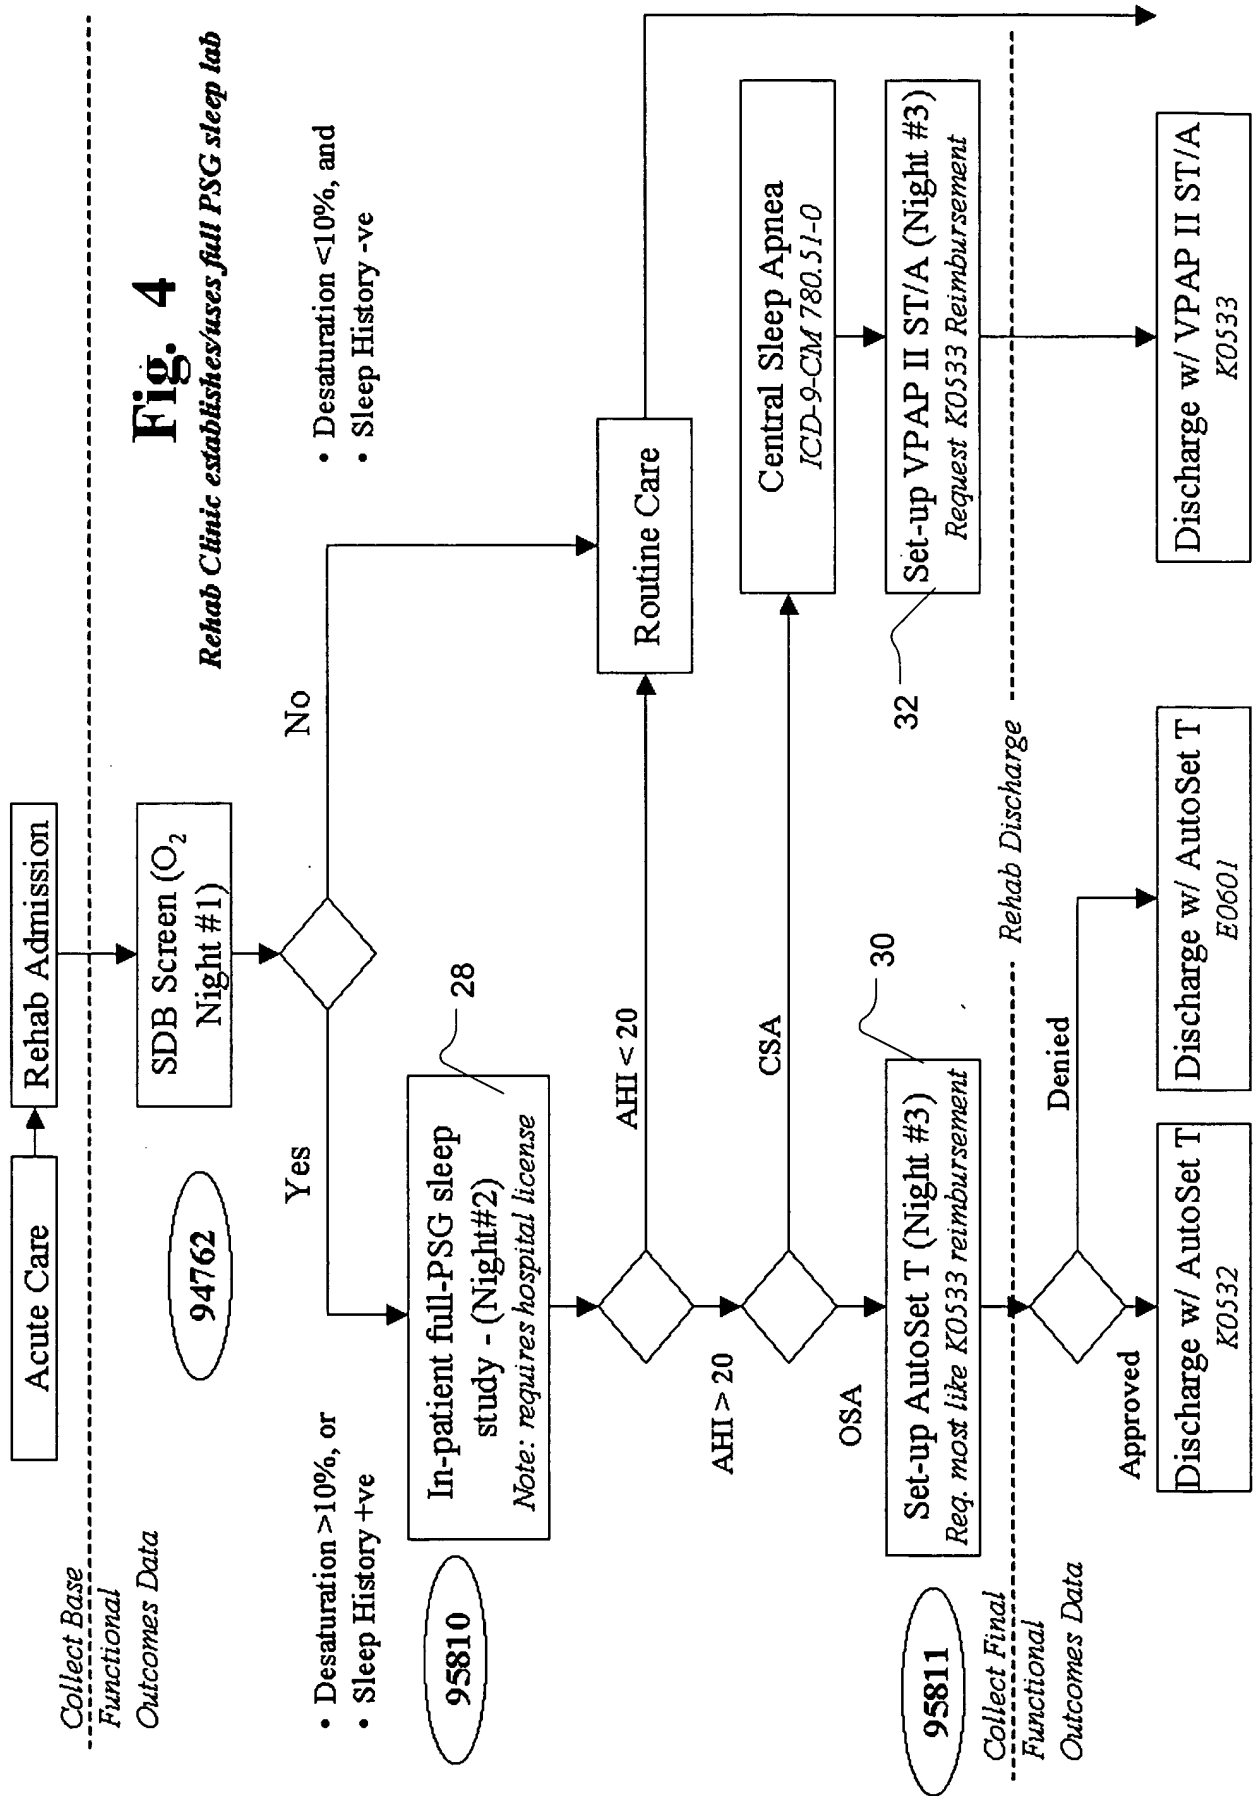 Fig. 4
Rehab Clinic establishes/uses full PSG sleep lab
Acute Care
Rehab Admission
Collect Base
Functional
Outcomes Data
94762
SDB Screen (O₂
Night #1)
Yes
No
• Desaturation >10%, or
• Sleep History +ve
• Desaturation <10%, and
• Sleep History -ve
95810
In-patient full-PSG sleep
study - (Night#2)
Note: requires hospital license
28
AHI < 20
Routine Care
AHI > 20
CSA
Central Sleep Apnea
ICD-9-CM 780.51-0
OSA
95811
Set-up AutoSet T (Night #3)
Req. most like K0533 reimbursement
30
Set-up VPAP II ST/A (Night #3)
Request K0533 Reimbursement
32
Collect Final
Functional
Outcomes Data
Rehab Discharge
Approved
Denied
Discharge w/ AutoSet T
K0532
Discharge w/ AutoSet T
E0601
Discharge w/ VPAP II ST/A
K0533